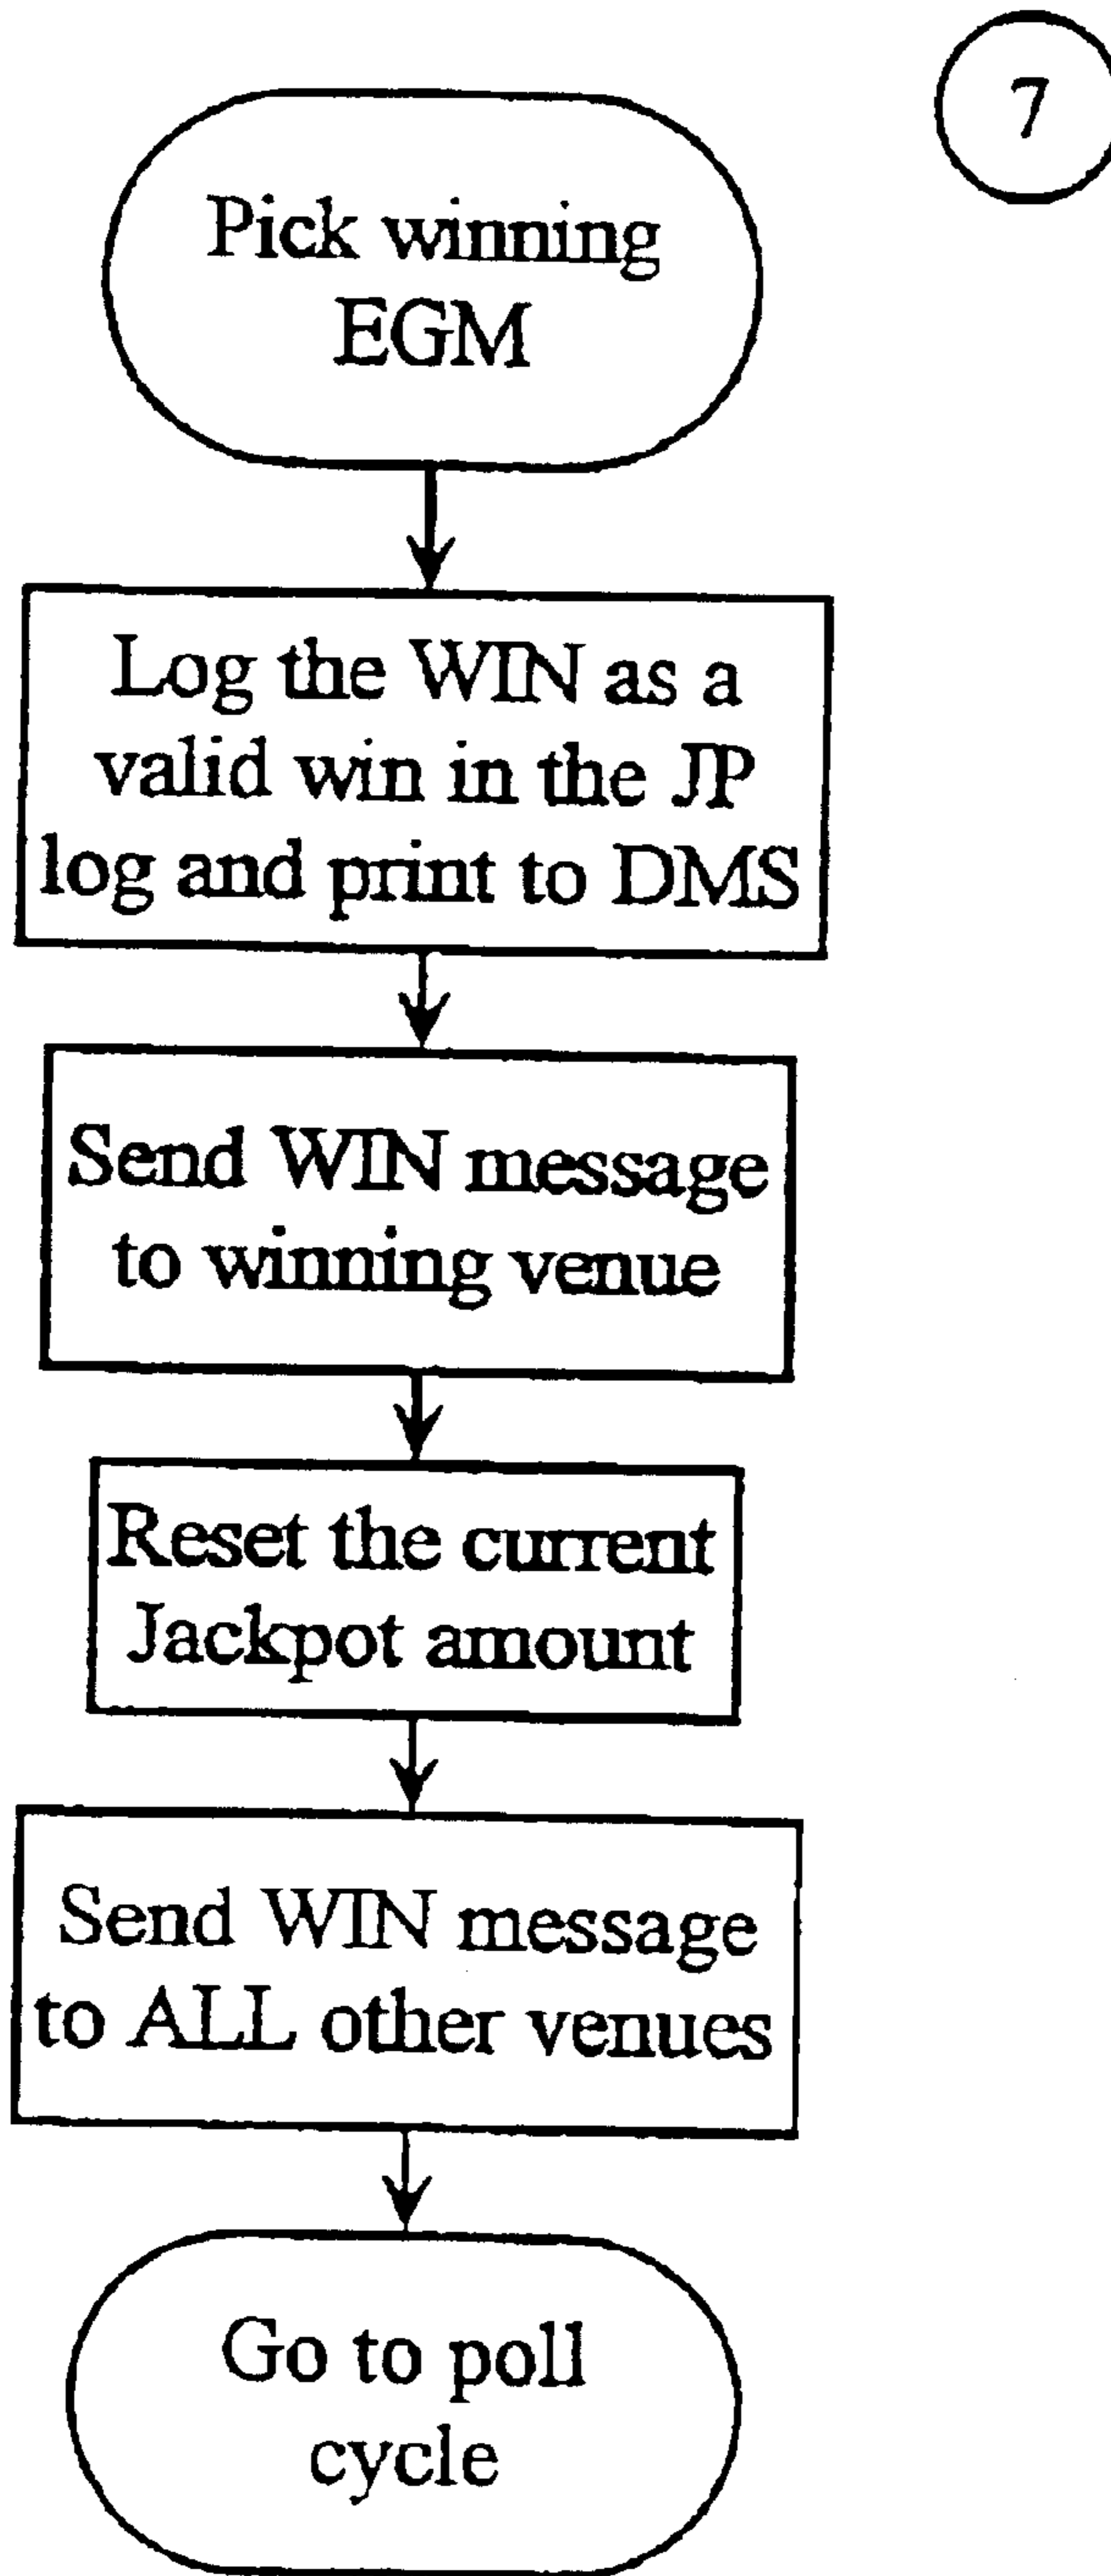 7
Pick winning
EGM
Log the WIN as a
valid win in the JP
log and print to DMS
Send WIN message
to winning venue
Reset the current
Jackpot amount
Send WIN message
to ALL other venues
Go to poll
cycle